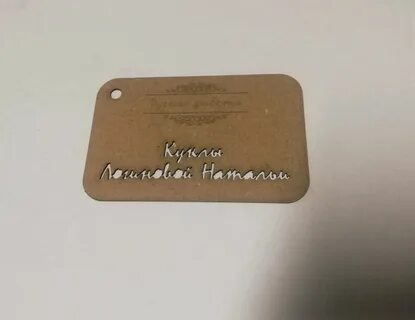 Ручная работа
Куклы
Логиновой Натальи